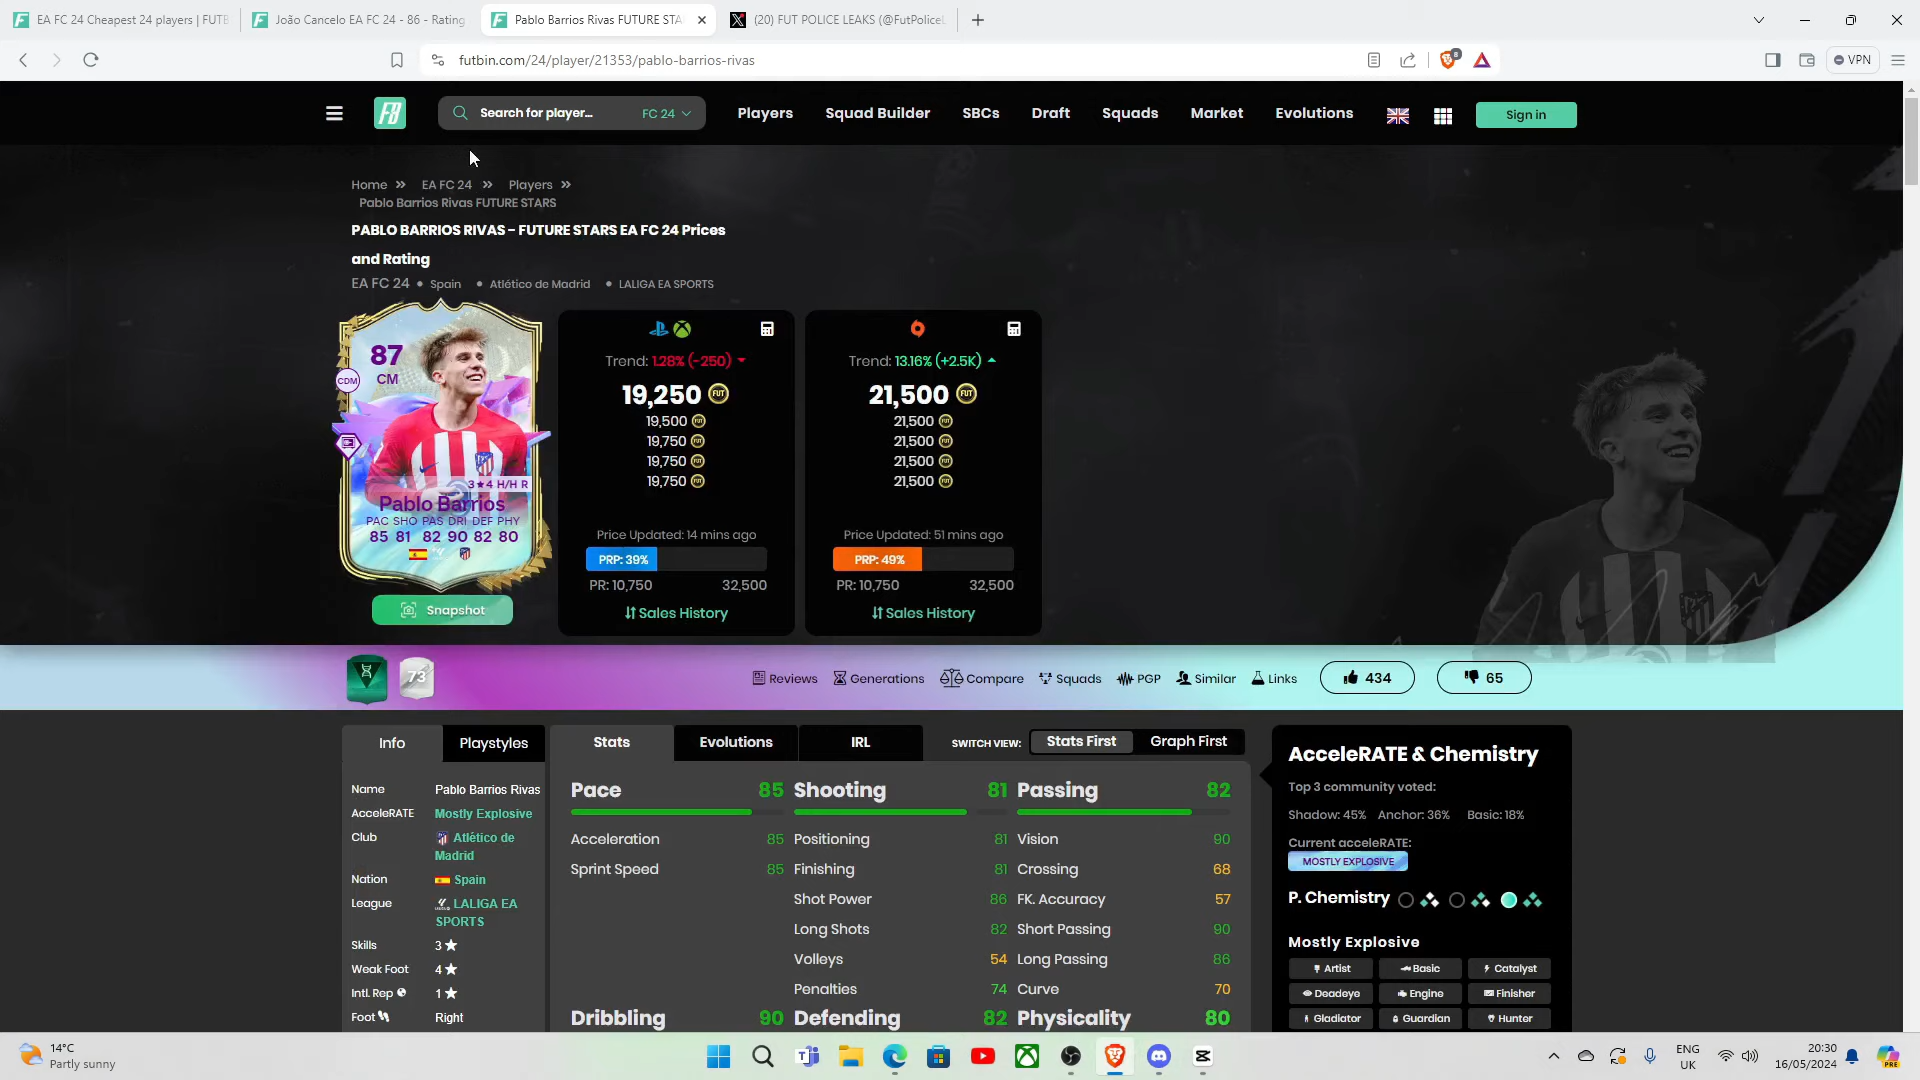 EA FC 24 Cheapest 24 players | FUTB
João Cancelo EA FC 24 - 86 - Rating
Pablo Barrios Rivas FUTURE STA
(20) FUT POLICE LEAKS (@FutPoliceL
futbin.com/24/player/21353/pablo-barrios-rivas
8
VPN
FB
Search for player...
FC 24
Players
Squad Builder
SBCs
Draft
Squads
Market
Evolutions
Sign in
Home » EA FC 24 » Players »
Pablo Barrios Rivas FUTURE STARS
PABLO BARRIOS RIVAS - FUTURE STARS EA FC 24 Prices
and Rating
EA FC 24 • Spain • Atlético de Madrid • LALIGA EA SPORTS
87
CM
CDM
3★4 H/H R
Pablo Barrios
PAC SHO PAS DRI DEF PHY
85 81 82 90 82 80
Snapshot
Trend: 1.28% (-250)
19,250
19,500
19,750
19,750
19,750
Price Updated: 14 mins ago
PRP: 39%
PR: 10,750 32,500
Sales History
Trend: 13.16% (+2.5K)
21,500
21,500
21,500
21,500
21,500
Price Updated: 51 mins ago
PRP: 49%
PR: 10,750 32,500
Sales History
73
Reviews
Generations
Compare
Squads
PGP
Similar
Links
434
65
Info
Playstyles
Name Pablo Barrios Rivas
AcceleRATE Mostly Explosive
Club Atlético de
Madrid
Nation Spain
League LALIGA EA
SPORTS
Skills 3★
Weak Foot 4★
Intl. Rep 1★
Foot Right
Stats
Evolutions
IRL
SWITCH VIEW:
Stats First
Graph First
Pace 85
Acceleration 85
Sprint Speed 85
Shooting 81
Positioning 81
Finishing 81
Shot Power 86
Long Shots 82
Volleys 54
Penalties 74
Passing 82
Vision 90
Crossing 68
FK. Accuracy 57
Short Passing 90
Long Passing 86
Curve 70
Dribbling 90
Defending 82
Physicality 80
AcceleRATE & Chemistry
Top 3 community voted:
Shadow: 45% Anchor: 36% Basic: 18%
Current acceleRATE:
MOSTLY EXPLOSIVE
P. Chemistry
Mostly Explosive
Artist
Basic
Catalyst
Deadeye
Engine
Finisher
Gladiator
Guardian
Hunter
14°C
Partly sunny
ENG
UK
20:30
16/05/2024
PRE